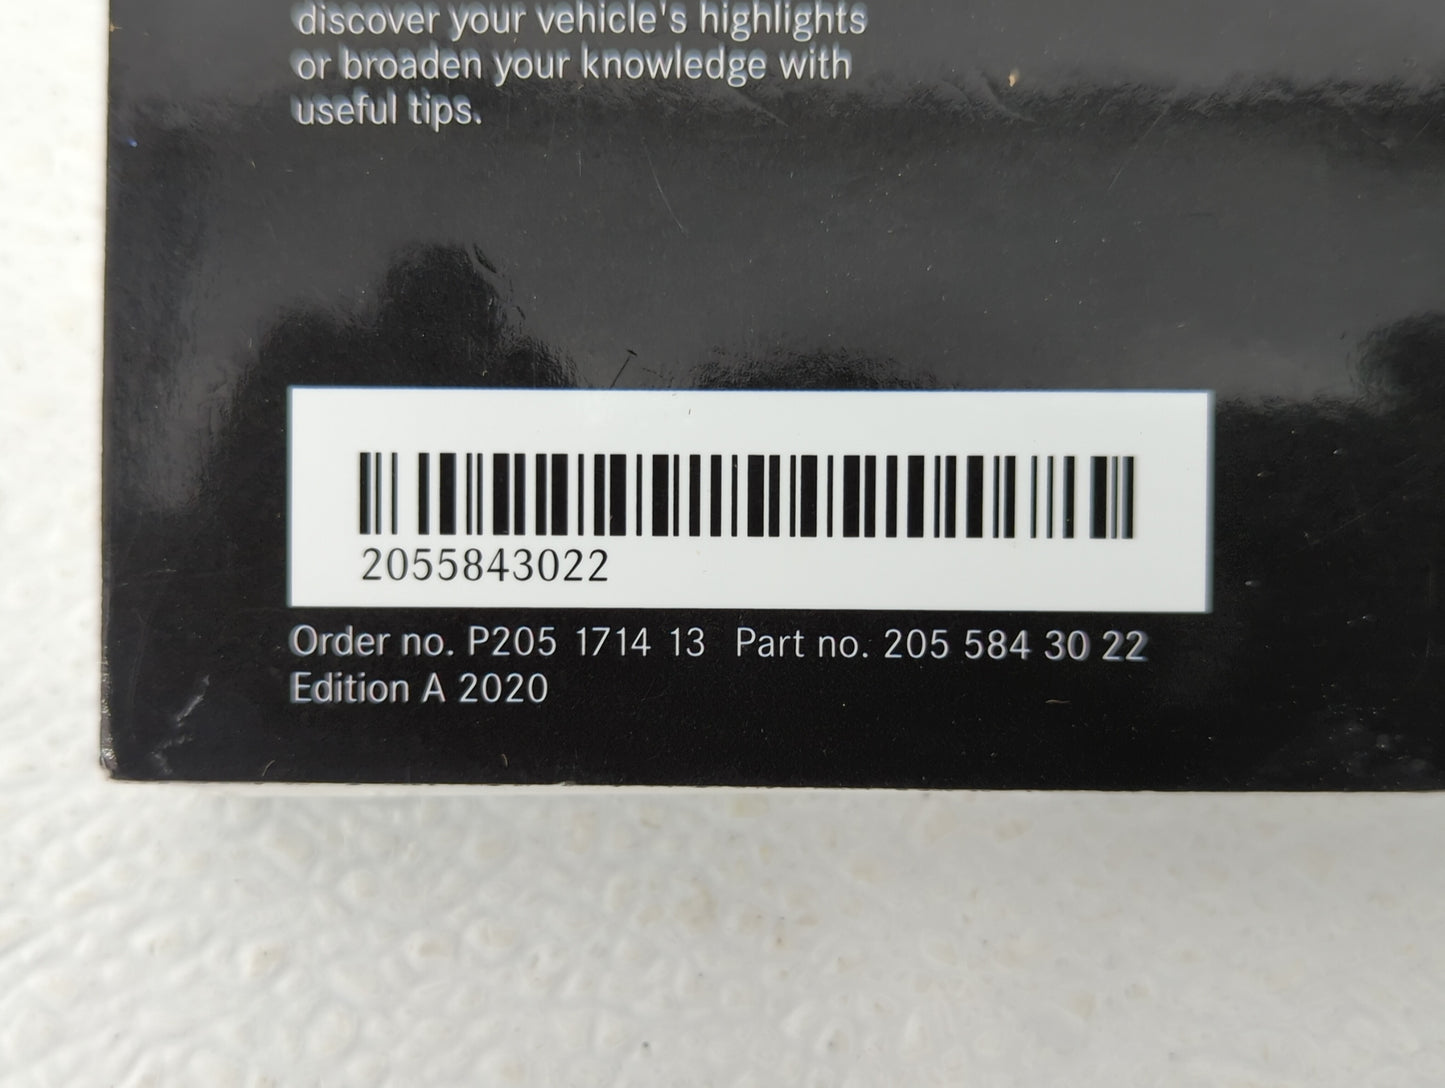 discover your vehicle's highlights
or broaden your knowledge with
useful tips.
2055843022
Order no. P205 1714 13 Part no. 205 584 30 22
Edition A 2020